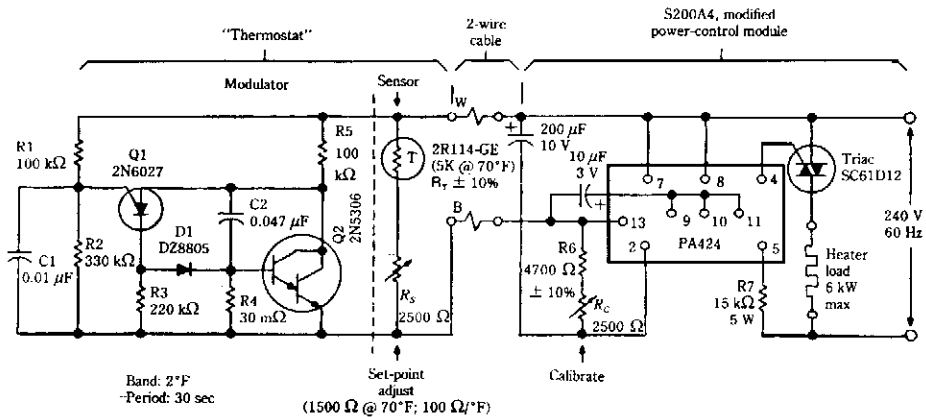 S200A4, modified
power-control module
2-wire
cable
"Thermostat"
Modulator
Sensor
W
R1
100 kΩ
Q1
2N6027
R5
100
kΩ
T
2R114-GE
(5K @ 70°F)
R_T ± 10%
+
200 μF
10 V
10 μF
3 V
+
7
8
4
Triac
SC61D12
C2
0.047 μF
Q2
2N5306
D1
DZ8805
B
13
9
10
11
PA424
2
5
240 V
60 Hz
C1
0.01 μF
R2
330 kΩ
R3
220 kΩ
R4
30 mΩ
R_S
2500 Ω
R6
4700 Ω
± 10%
R_C
2500 Ω
R7
15 kΩ
5 W
Heater
load
6 kW
max
Band: 2°F
Period: 30 sec
Set-point
adjust
(1500 Ω @ 70°F; 100 Ω/°F)
Calibrate